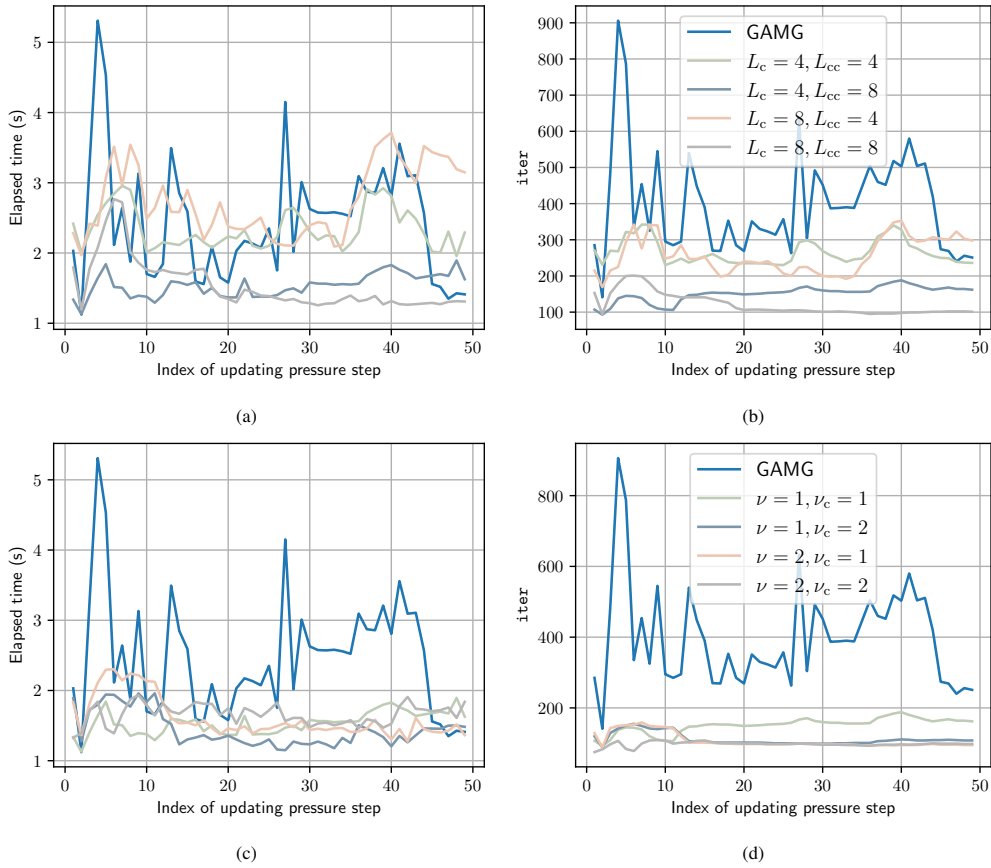 5
4
3
2
1
Elapsed time (s)
0 10 20 30 40 50
Index of updating pressure step
(a)
900
800
700
600
500
400
300
200
100
iter
GAMG
L_c = 4, L_cc = 4
L_c = 4, L_cc = 8
L_c = 8, L_cc = 4
L_c = 8, L_cc = 8
0 10 20 30 40 50
Index of updating pressure step
(b)
5
4
3
2
1
Elapsed time (s)
0 10 20 30 40 50
Index of updating pressure step
(c)
800
600
400
200
iter
GAMG
ν = 1, ν_c = 1
ν = 1, ν_c = 2
ν = 2, ν_c = 1
ν = 2, ν_c = 2
0 10 20 30 40 50
Index of updating pressure step
(d)